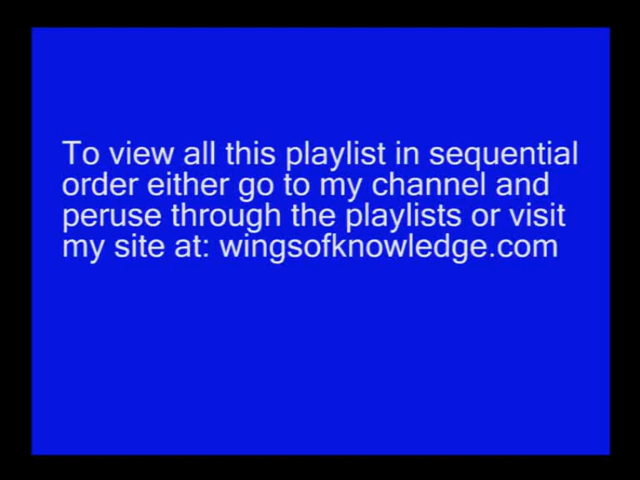 To view all this playlist in sequential
order either go to my channel and
peruse through the playlists or visit
my site at: wingsofknowledge.com